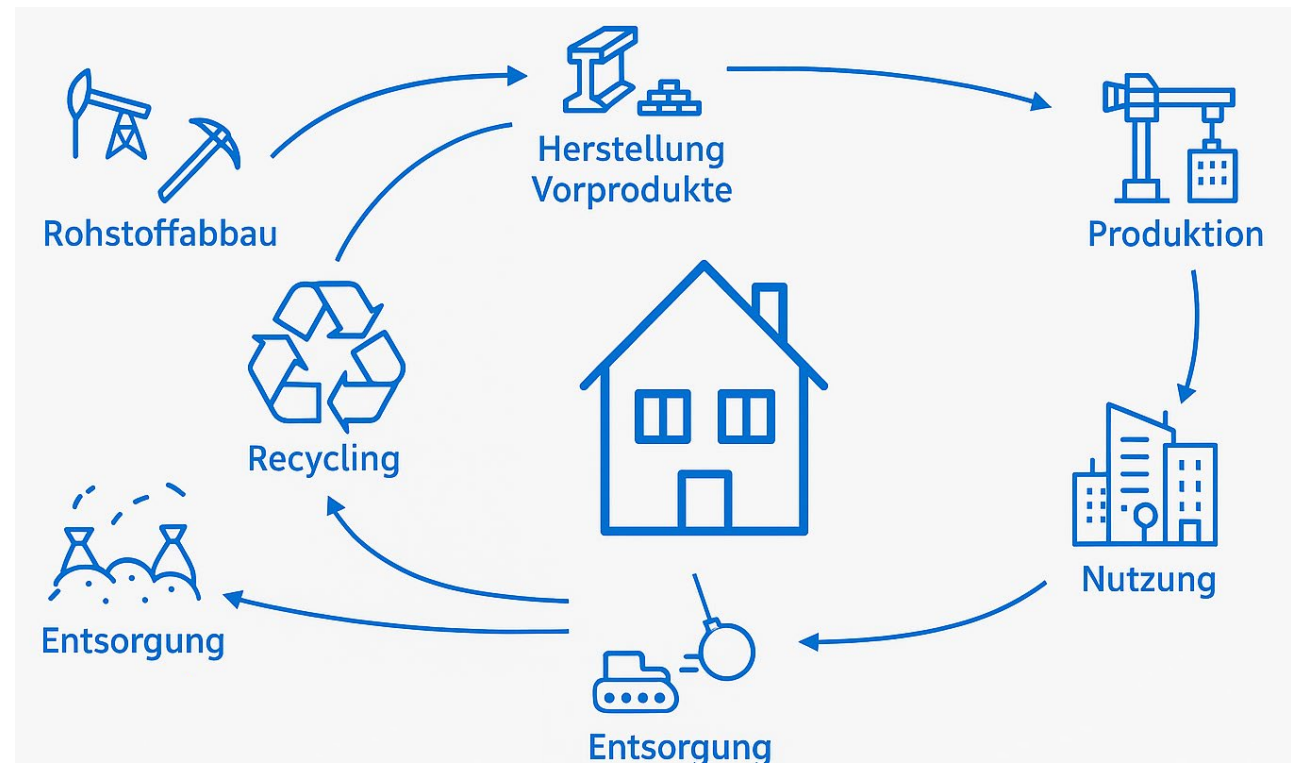 Rohstoffabbau
Herstellung
Vorprodukte
Produktion
Nutzung
Entsorgung
Recycling
Entsorgung